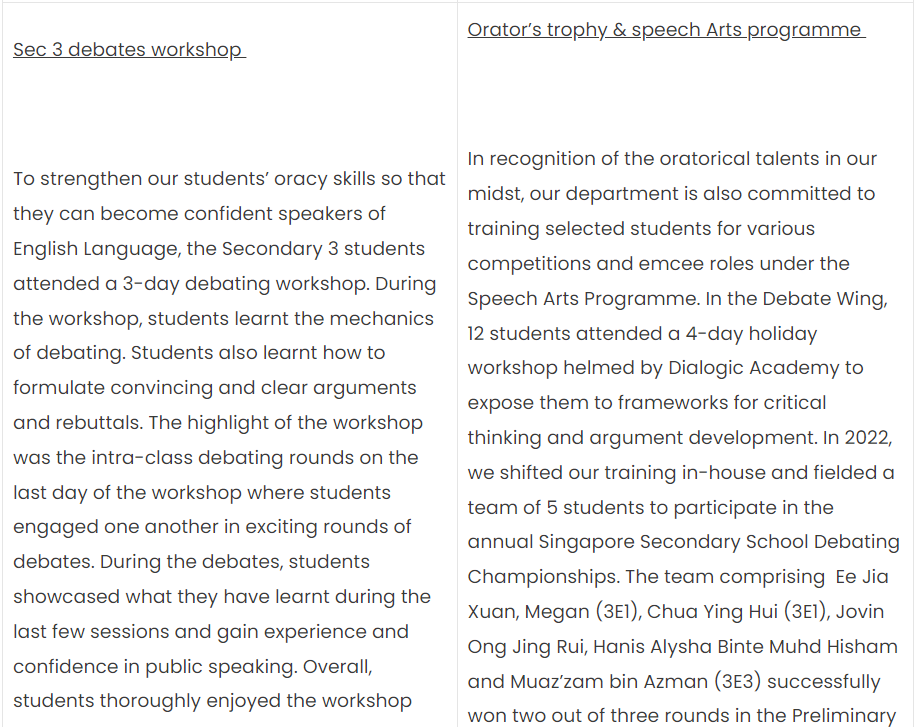 Sec 3 debates workshop
To strengthen our students’ oracy skills so that
they can become confident speakers of
English Language, the Secondary 3 students
attended a 3-day debating workshop. During
the workshop, students learnt the mechanics
of debating. Students also learnt how to
formulate convincing and clear arguments
and rebuttals. The highlight of the workshop
was the intra-class debating rounds on the
last day of the workshop where students
engaged one another in exciting rounds of
debates. During the debates, students
showcased what they have learnt during the
last few sessions and gain experience and
confidence in public speaking. Overall,
students thoroughly enjoyed the workshop
Orator’s trophy & speech Arts programme
In recognition of the oratorical talents in our
midst, our department is also committed to
training selected students for various
competitions and emcee roles under the
Speech Arts Programme. In the Debate Wing,
12 students attended a 4-day holiday
workshop helmed by Dialogic Academy to
expose them to frameworks for critical
thinking and argument development. In 2022,
we shifted our training in-house and fielded a
team of 5 students to participate in the
annual Singapore Secondary School Debating
Championships. The team comprising  Ee Jia
Xuan, Megan (3E1), Chua Ying Hui (3E1), Jovin
Ong Jing Rui, Hanis Alysha Binte Muhd Hisham
and Muaz’zam bin Azman (3E3) successfully
won two out of three rounds in the Preliminary